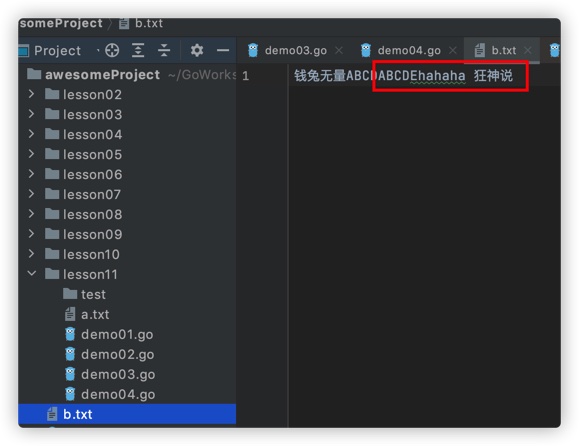 someProject 〉 b.txt
Project
demo03.go
demo04.go
b.txt
awesomeProject ~/GoWorks
1
钱兔无量ABCDABCDEhahaha 狂神说
lesson02
lesson03
lesson04
lesson05
lesson06
lesson07
lesson08
lesson09
lesson10
lesson11
test
a.txt
demo01.go
demo02.go
demo03.go
demo04.go
b.txt